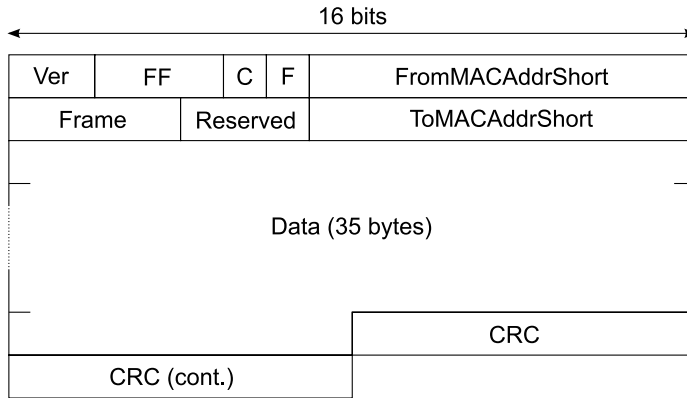 16 bits
Ver FF C F FromMACAddrShort
Frame Reserved ToMACAddrShort
Data (35 bytes)
CRC
CRC (cont.)